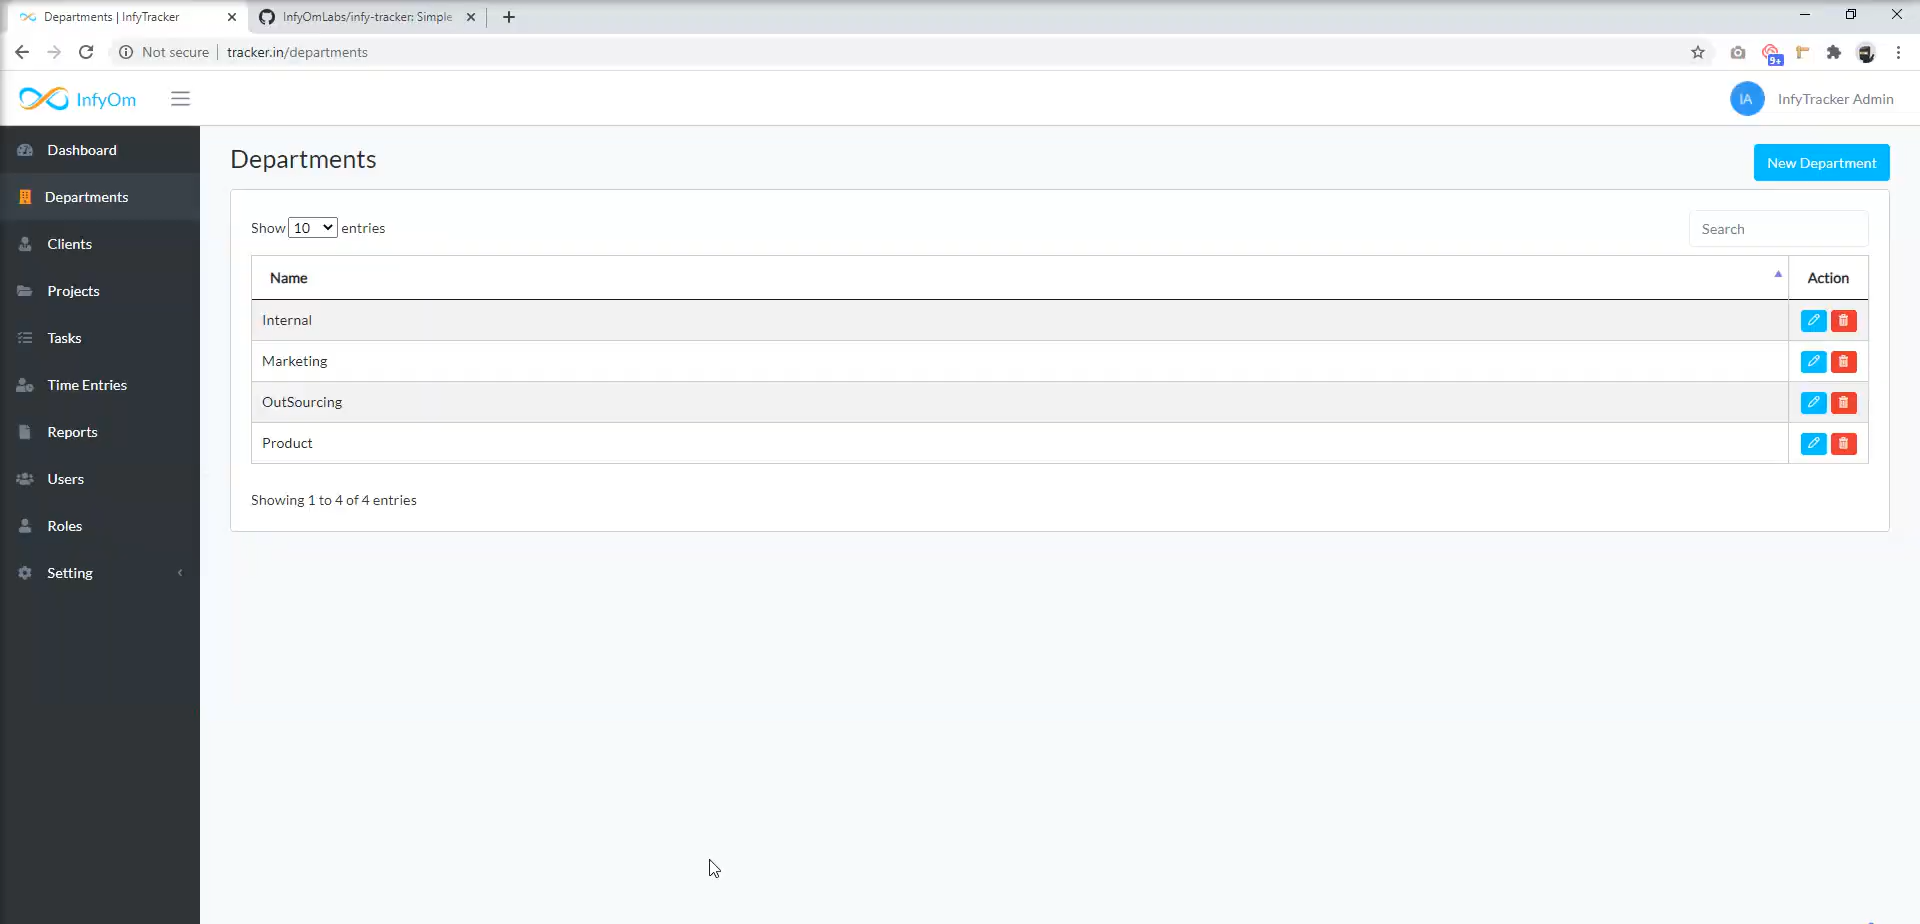 Departments | InfyTracker
InfyOmLabs/infy-tracker: Simple
Not secure
tracker.in/departments
9+
InfyOm
IA
InfyTracker Admin
Dashboard
Departments
Clients
Projects
Tasks
Time Entries
Reports
Users
Roles
Setting
Departments
New Department
Show 10 entries
Search
Name
Action
Internal
Marketing
OutSourcing
Product
Showing 1 to 4 of 4 entries